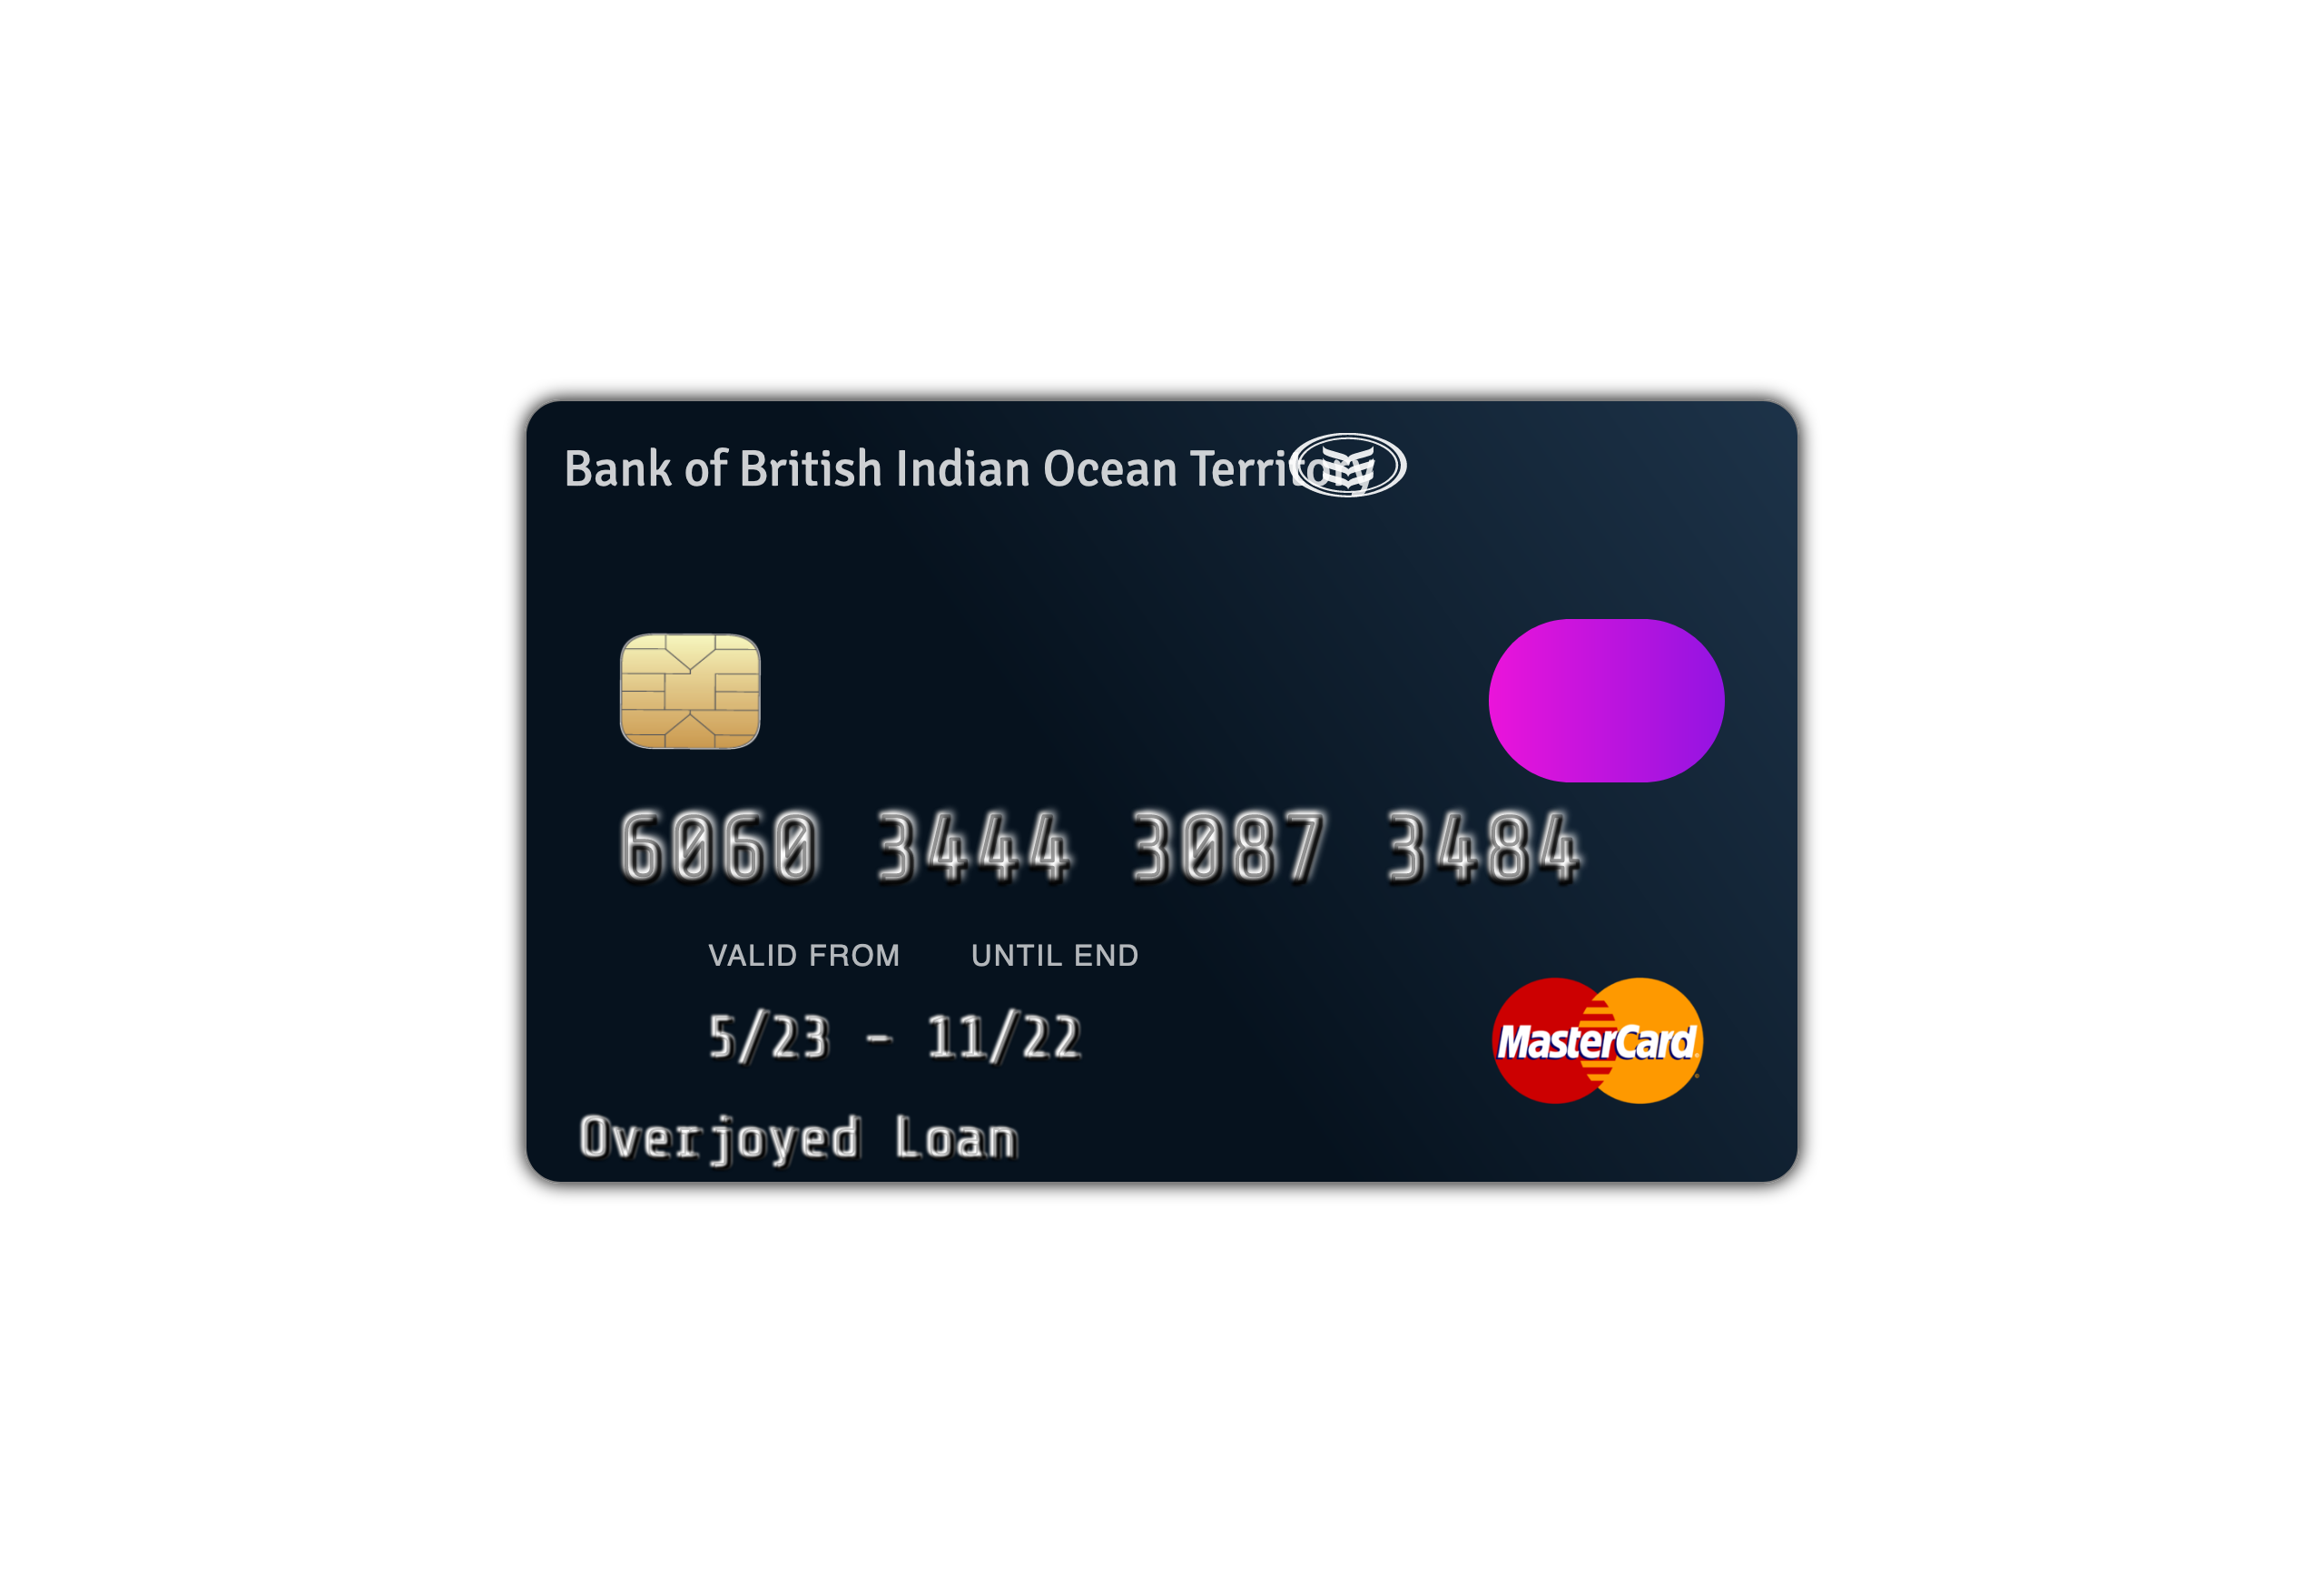 Bank of British Indian Ocean Territory
6060 3444 3087 3484
VALID FROM UNTIL END
5/23 - 11/22
MasterCard
Overjoyed Loan